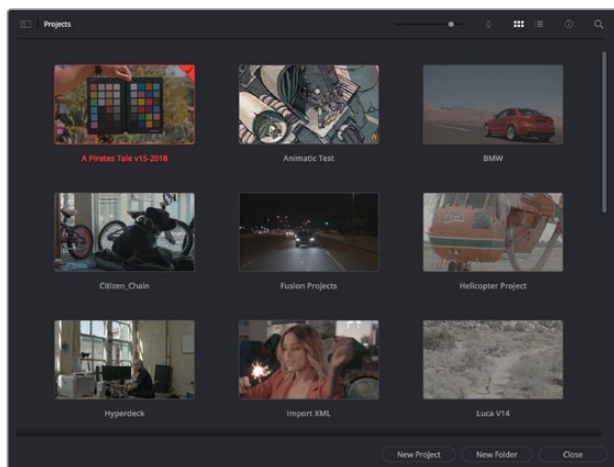 Projects
A Pirates Tale v15-2018
Animatic Test
BMW
Citizen_Chain
Fusion Projects
Helicopter Project
Hyperdeck
Import XML
Luca V14
New Project
New Folder
Close